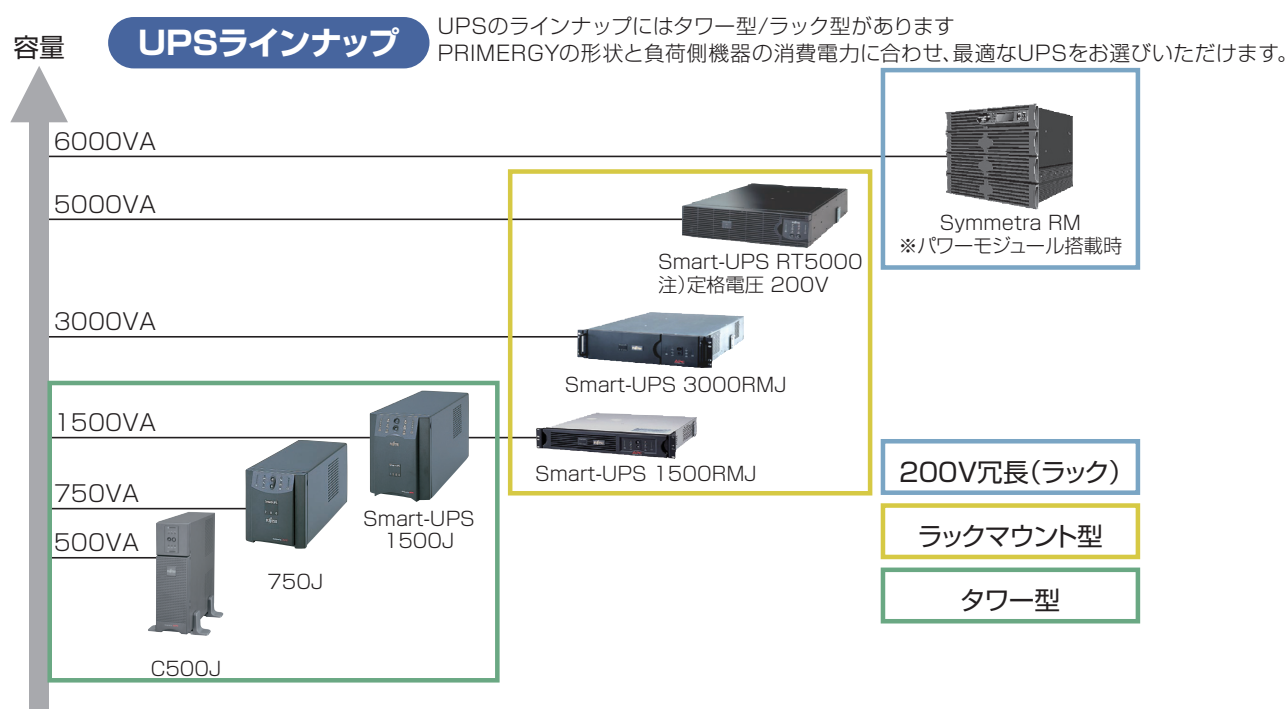 容量
UPSラインナップ
UPSのラインナップにはタワー型/ラック型があります
PRIMERGYの形状と負荷側機器の消費電力に合わせ、最適なUPSをお選びいただけます。
6000VA
Symmetra RM
※パワーモジュール搭載時
5000VA
Smart-UPS RT5000
注)定格電圧 200V
3000VA
Smart-UPS 3000RMJ
1500VA
Smart-UPS
1500J
Smart-UPS 1500RMJ
750VA
750J
500VA
C500J
200V冗長(ラック)
ラックマウント型
タワー型